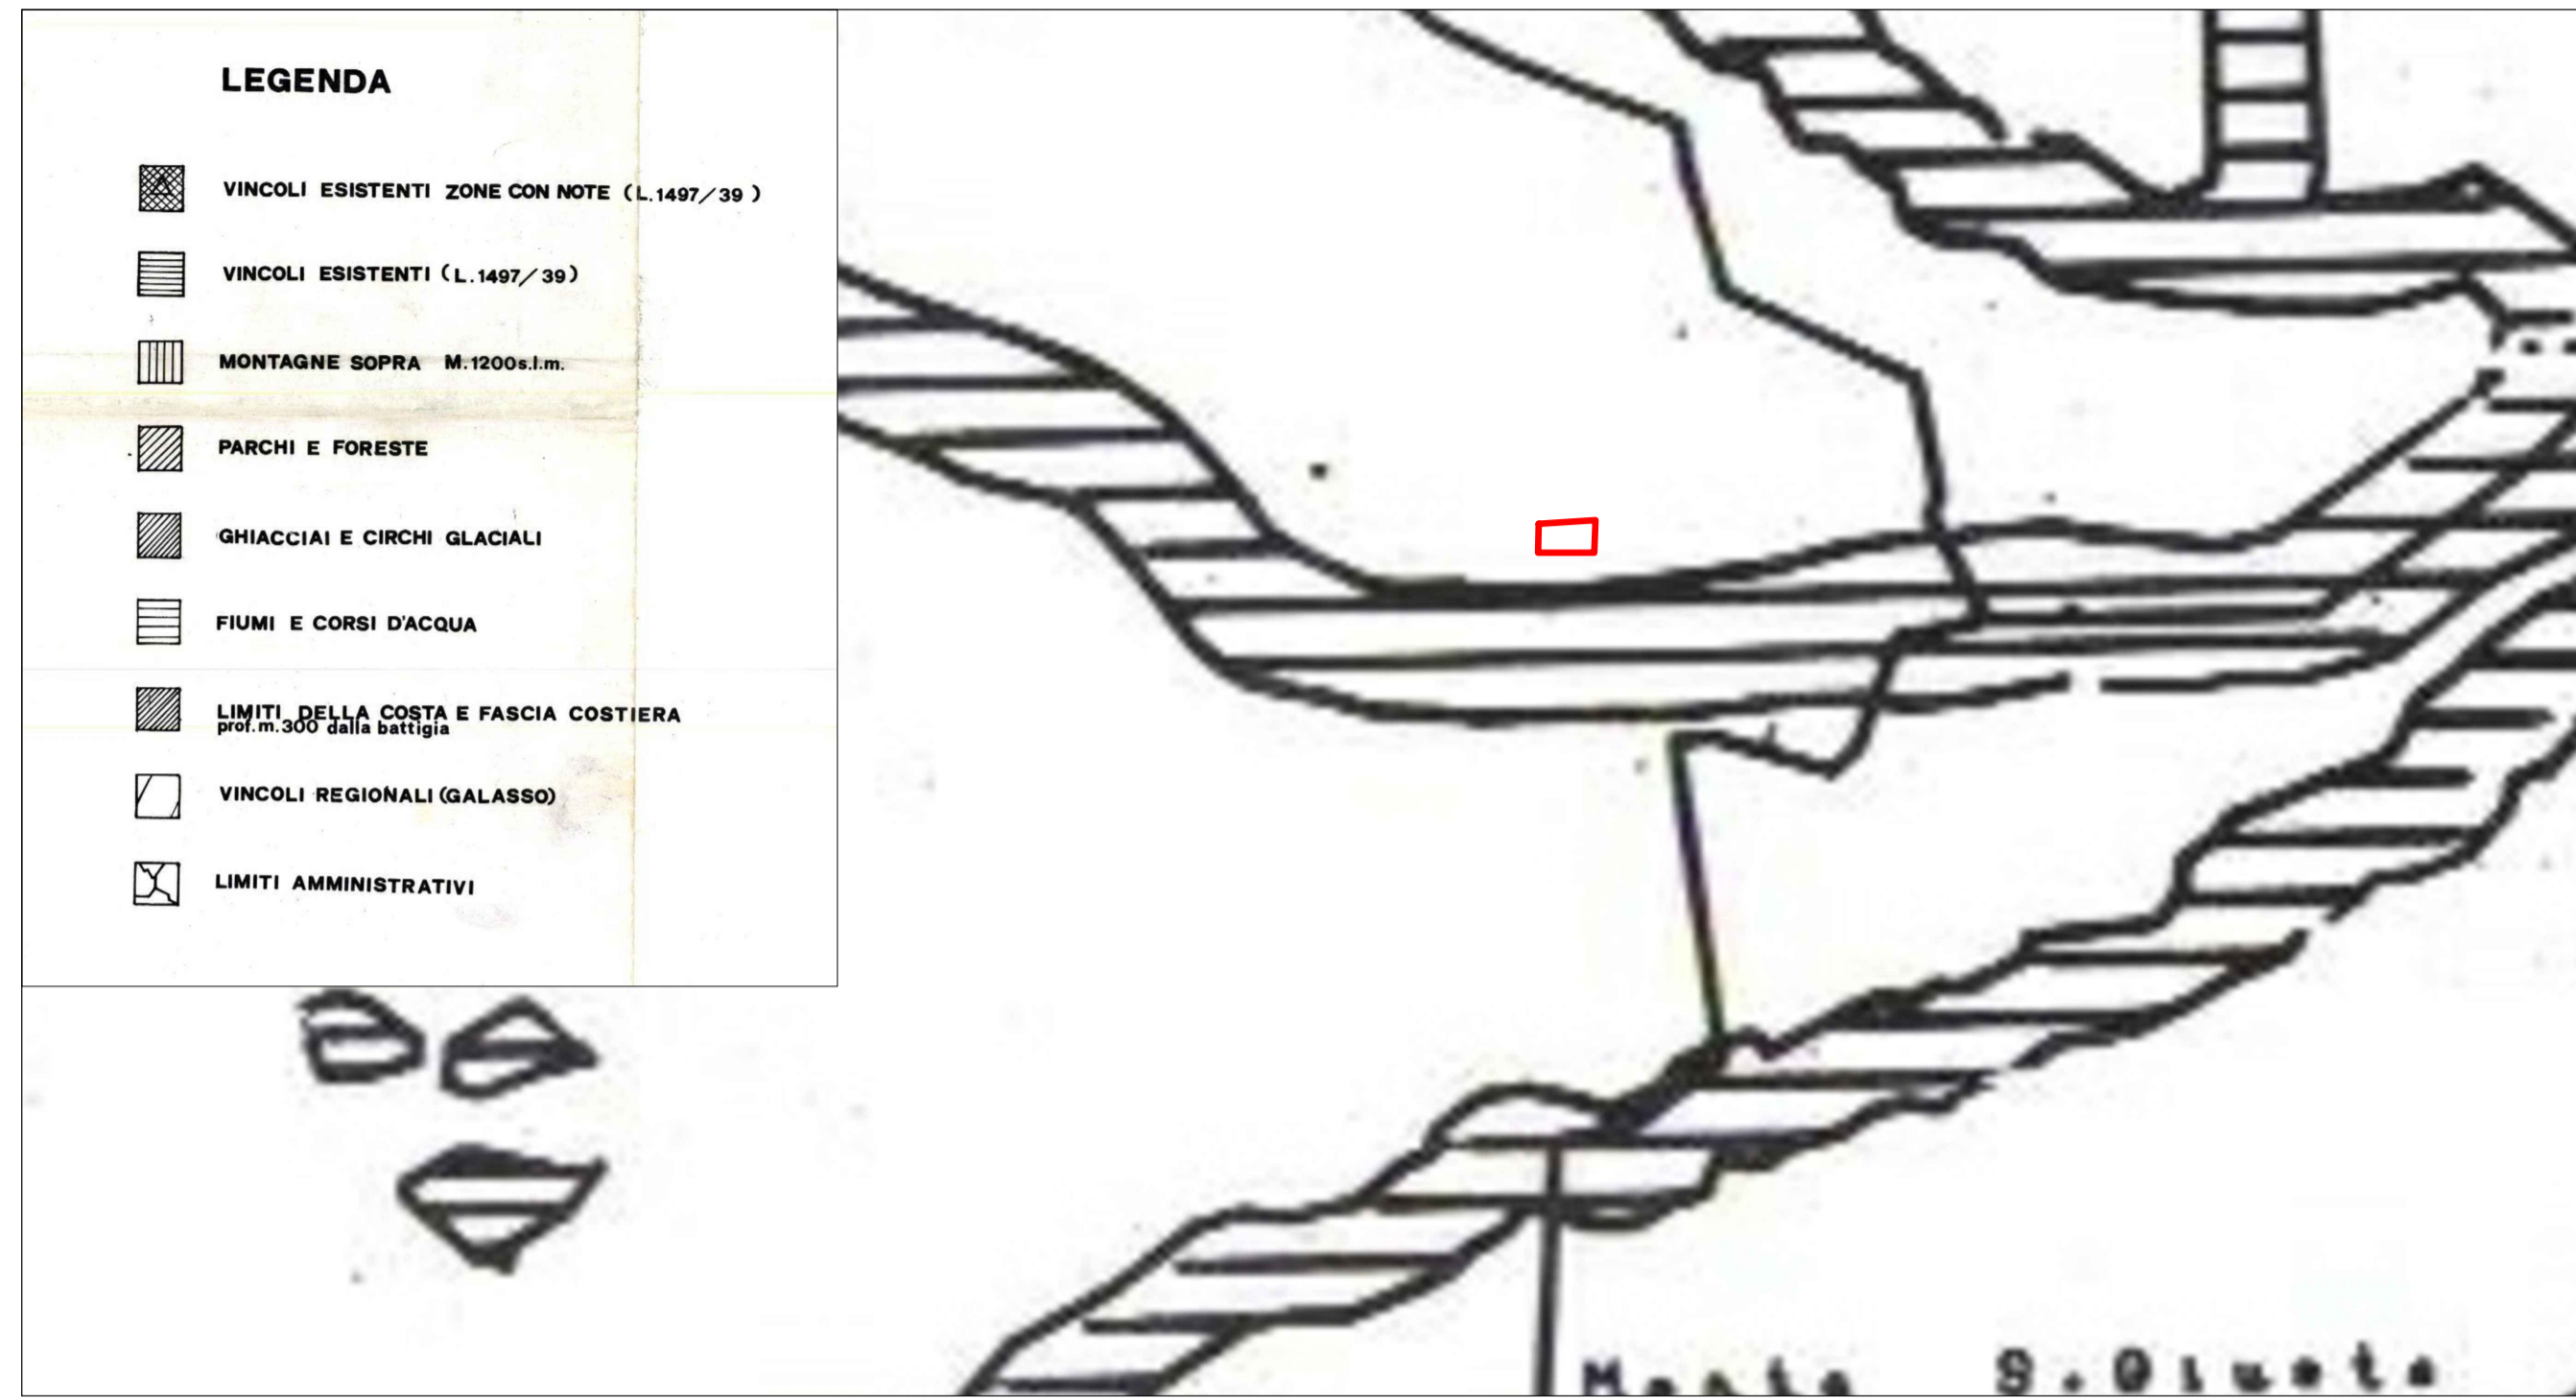 LEGENDA
VINCOLI ESISTENTI ZONE CON NOTE (L.1497/39 )
VINCOLI ESISTENTI (L.1497/39)
MONTAGNE SOPRA M.1200s.l.m.
PARCHI E FORESTE
GHIACCIAI E CIRCHI GLACIALI
FIUMI E CORSI D'ACQUA
LIMITI DELLA COSTA E FASCIA COSTIERA
prof.m.300 dalla battigia
VINCOLI REGIONALI (GALASSO)
LIMITI AMMINISTRATIVI